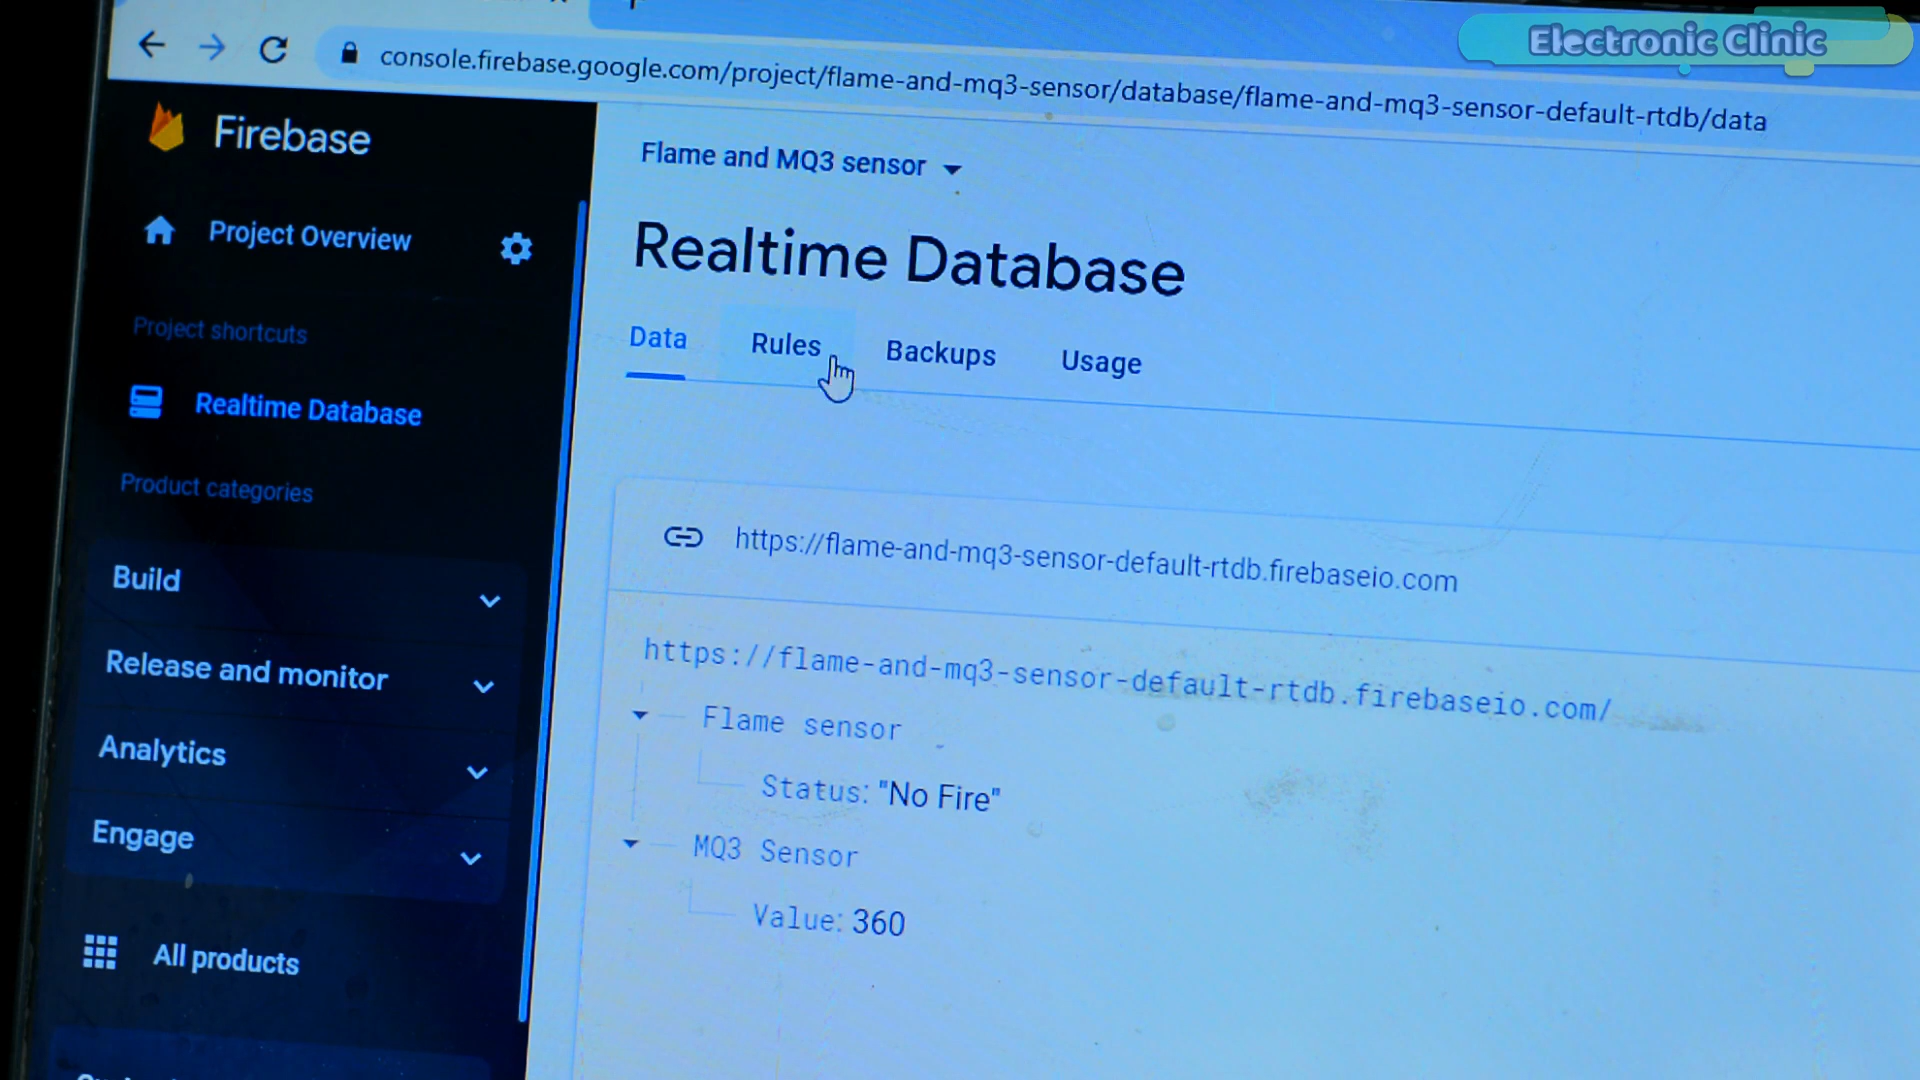 Electronic Clinic
console.firebase.google.com/project/flame-and-mq3-sensor/database/flame-and-mq3-sensor-default-rtdb/data
Firebase
Flame and MQ3 sensor
Project Overview
Realtime Database
Project shortcuts
Data Rules Backups Usage
Realtime Database
Product categories
https://flame-and-mq3-sensor-default-rtdb.firebaseio.com
Build
Release and monitor
Analytics
Engage
All products
https://flame-and-mq3-sensor-default-rtdb.firebaseio.com/
Flame sensor
Status: "No Fire"
MQ3 Sensor
Value: 360